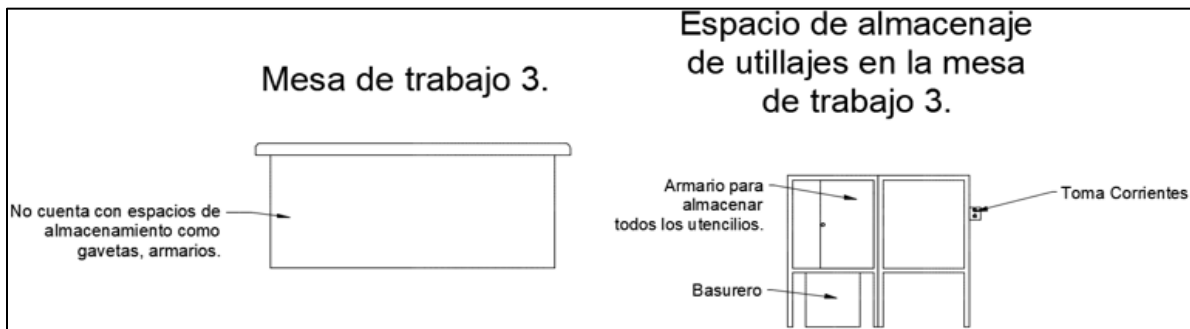 Mesa de trabajo 3.
No cuenta con espacios de
almacenamiento como
gavetas, armarios.
Espacio de almacenaje
de utillajes en la mesa
de trabajo 3.
Armario para
almacenar
todos los utencilios.
Toma Corrientes
Basurero